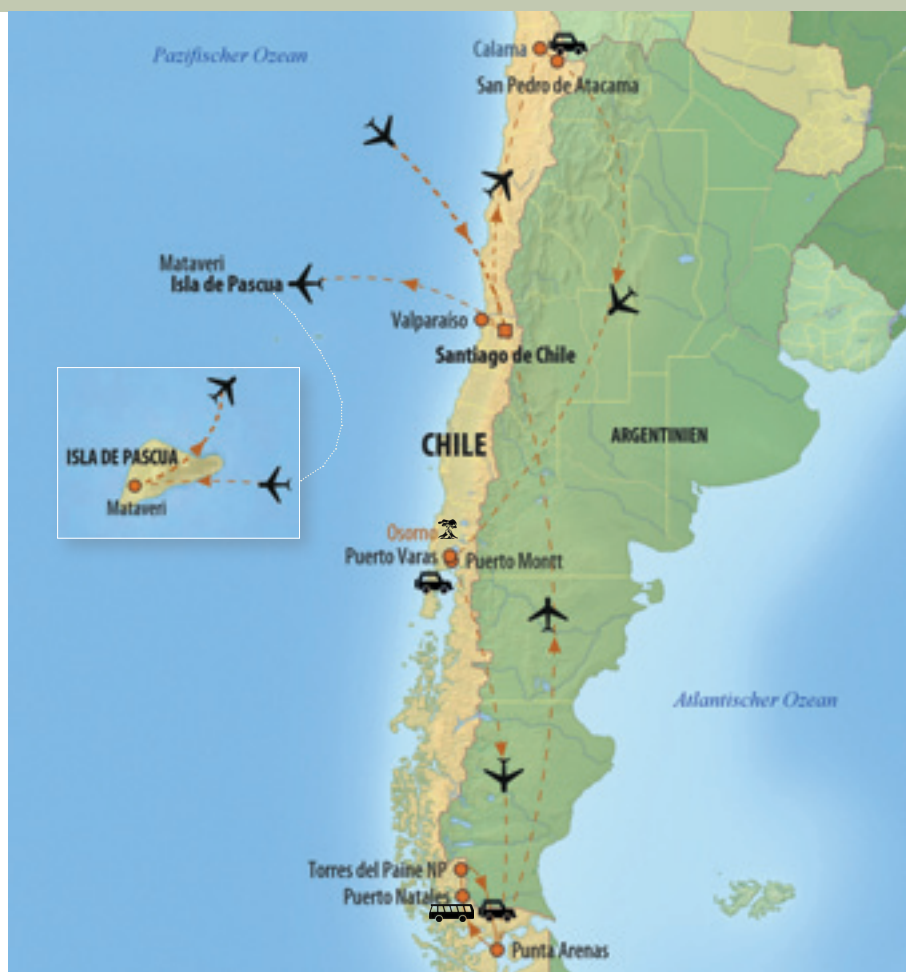 Pazifischer Ozean
Calama
San Pedro de Atacama
Mataveri
Isla de Pascua
Valparaíso
Santiago de Chile
CHILE
ARGENTINIEN
ISLA DE PASCUA
Mataveri
Osorno
Puerto Varas
Puerto Montt
Atlantischer Ozean
Torres del Paine NP
Puerto Natales
Punta Arenas